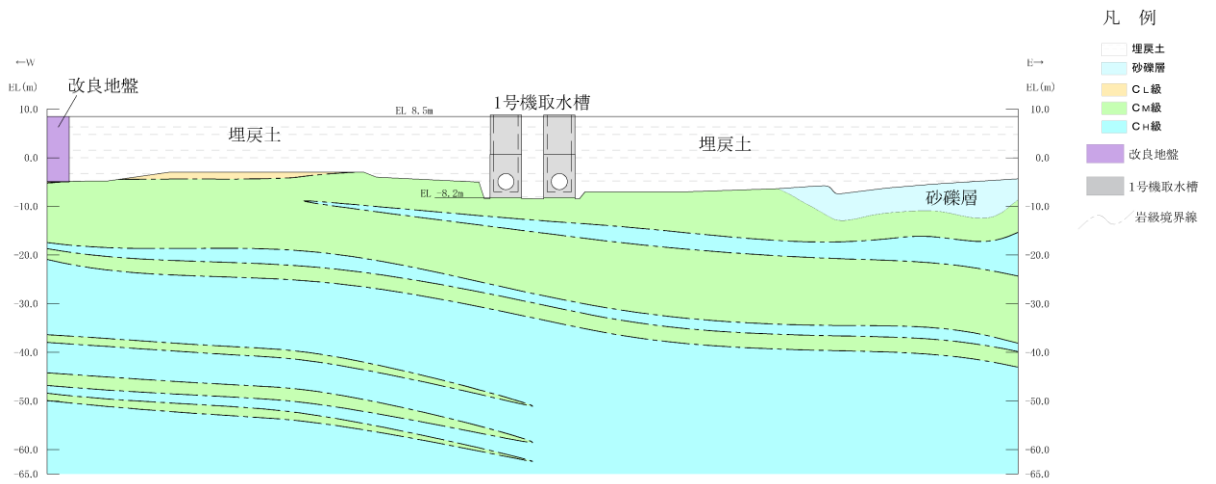 凡 例
埋戻土
砂礫層
CL級
CM級
CH級
改良地盤
1号機取水槽
岩級境界線
←W
E→
EL(m)
EL(m)
改良地盤
1号機取水槽
EL 8.5m
埋戻土
埋戻土
EL -8.2m
砂礫層
10.0
0.0
-10.0
-20.0
-30.0
-40.0
-50.0
-60.0
-65.0
10.0
0.0
-10.0
-20.0
-30.0
-40.0
-50.0
-60.0
-65.0